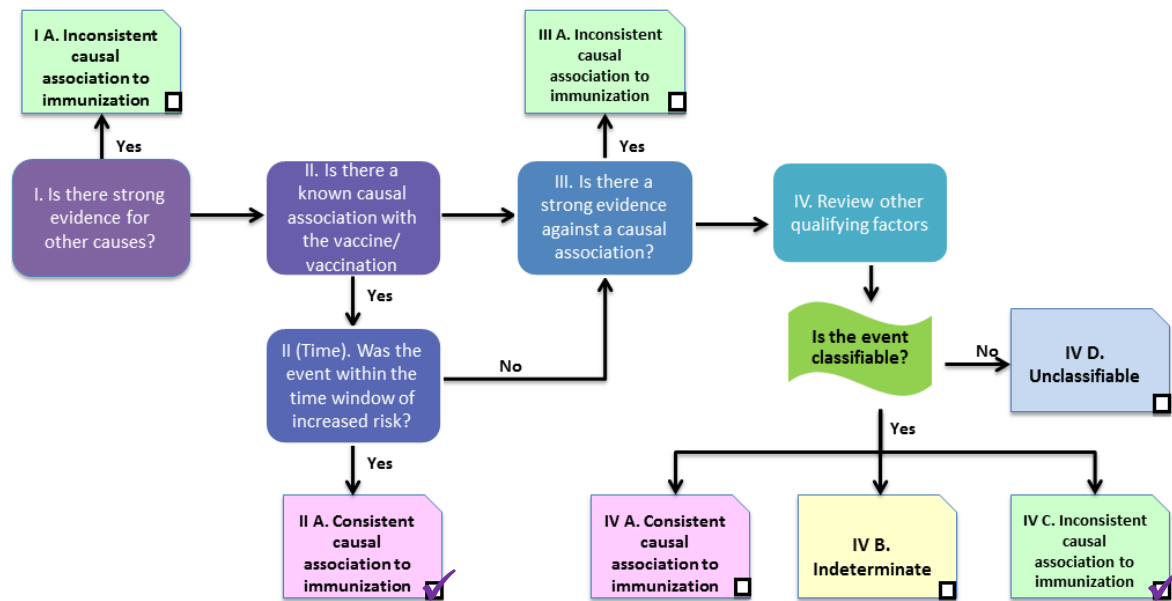 I A. Inconsistent
causal
association to
immunization
III A. Inconsistent
causal
association to
immunization
Yes
Yes
I. Is there strong
evidence for
other causes?
II. Is there a
known causal
association with
the vaccine/
vaccination
III. Is there a
strong evidence
against a causal
association?
IV. Review other
qualifying factors
Yes
II (Time). Was the
event within the
time window of
increased risk?
No
Is the event
classifiable?
No
IV D.
Unclassifiable
Yes
Yes
II A. Consistent
causal
association to
immunization
IV A. Consistent
causal
association to
immunization
IV B.
Indeterminate
IV C. Inconsistent
causal
association to
immunization